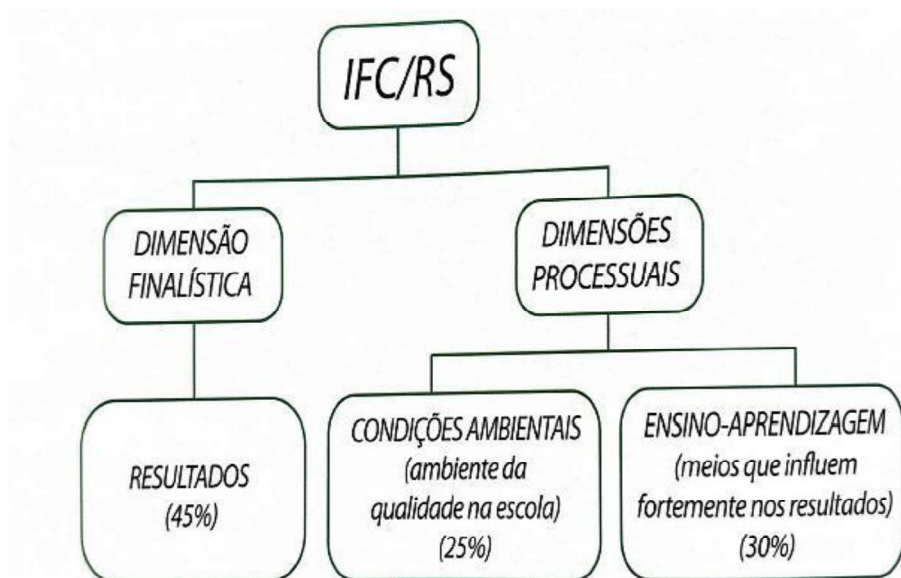 IFC/RS
DIMENSÃO
FINALÍSTICA
DIMENSÕES
PROCESSUAIS
RESULTADOS
(45%)
CONDIÇÕES AMBIENTAIS
(ambiente da
qualidade na escola)
(25%)
ENSINO-APRENDIZAGEM
(meios que influem
fortemente nos resultados)
(30%)